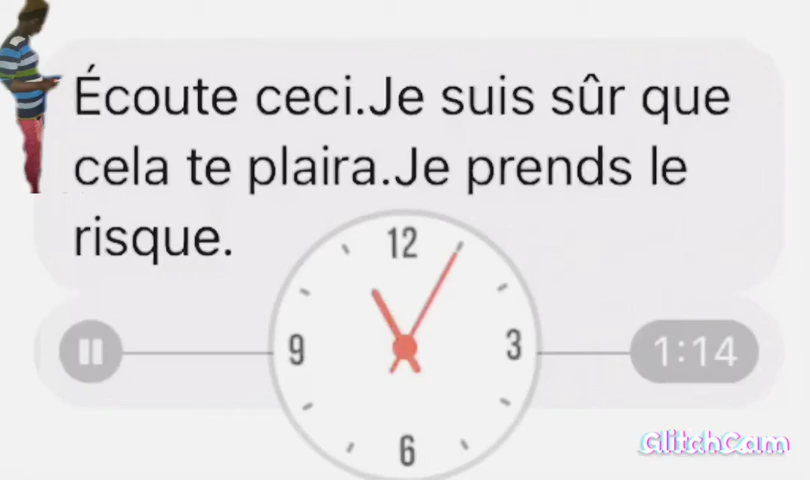 Écoute ceci.Je suis sûr que
cela te plaira.Je prends le
risque.
12
9
3
1:14
6
GlitchCam